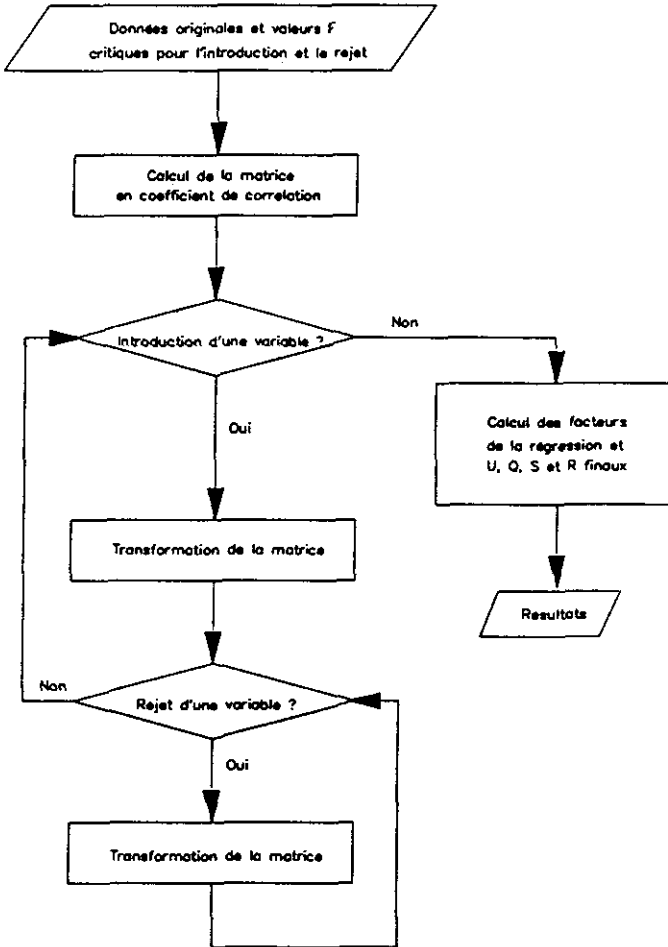 Données originales et valeurs F
critiques pour l'introduction et le rejet
Calcul de la matrice
en coefficient de correlation
Introduction d'une variable ?
Non
Oui
Calcul des facteurs
de la régression et
U, Q, S et R finaux
Transformation de la matrice
Resultats
Non
Rejet d'une variable ?
Oui
Transformation de la matrice